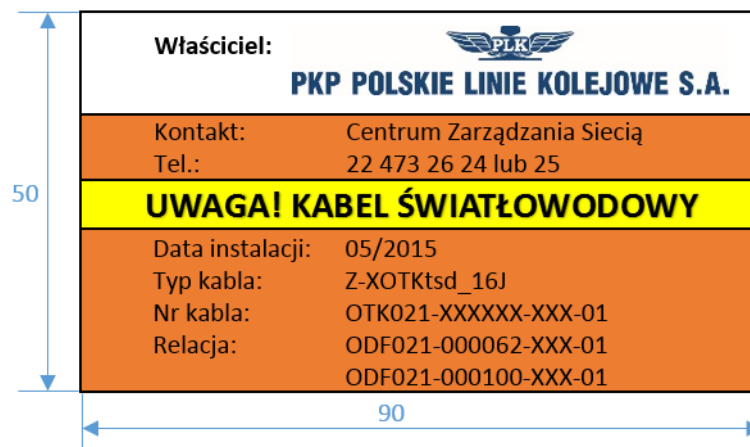 Właściciel:
PLK
PKP POLSKIE LINIE KOLEJOWE S.A.
Kontakt: Centrum Zarządzania Siecią
Tel.: 22 473 26 24 lub 25
50
UWAGA! KABEL ŚWIATŁOWODOWY
Data instalacji: 05/2015
Typ kabla: Z-XOTKtsd_16J
Nr kabla: OTK021-XXXXXX-XXX-01
Relacja: ODF021-000062-XXX-01
ODF021-000100-XXX-01
90